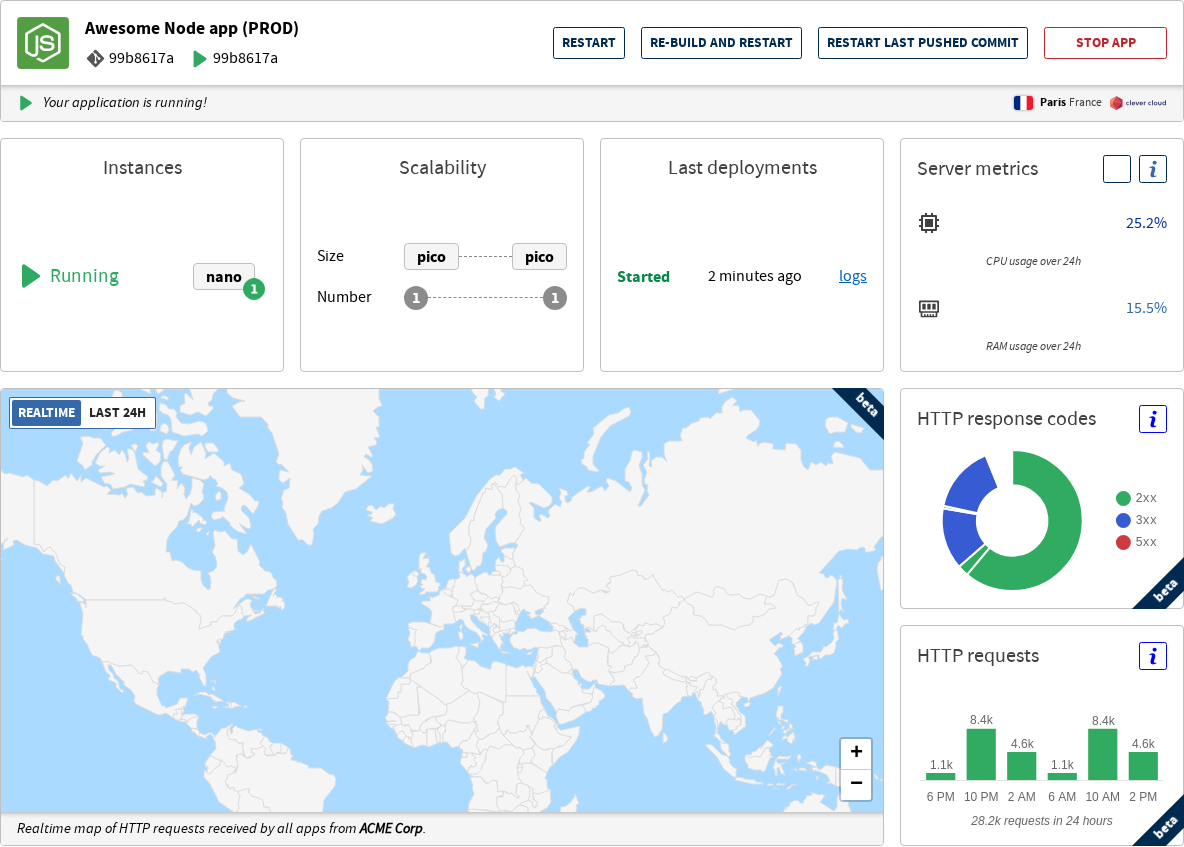 Awesome Node app (PROD)
99b8617a 99b8617a
RESTART
RE-BUILD AND RESTART
RESTART LAST PUSHED COMMIT
STOP APP
Your application is running!
Paris France
clever cloud
Instances
Running
nano
1
Scalability
Size pico pico
Number 1 1
Last deployments
Started 2 minutes ago logs
Server metrics
i
25.2%
CPU usage over 24h
15.5%
RAM usage over 24h
REALTIME LAST 24H
beta
+
−
Realtime map of HTTP requests received by all apps from ACME Corp.
HTTP response codes
i
2xx
3xx
5xx
beta
HTTP requests
i
1.1k 8.4k 4.6k 1.1k 8.4k 4.6k
6 PM 10 PM 2 AM 6 AM 10 AM 2 PM
28.2k requests in 24 hours
beta